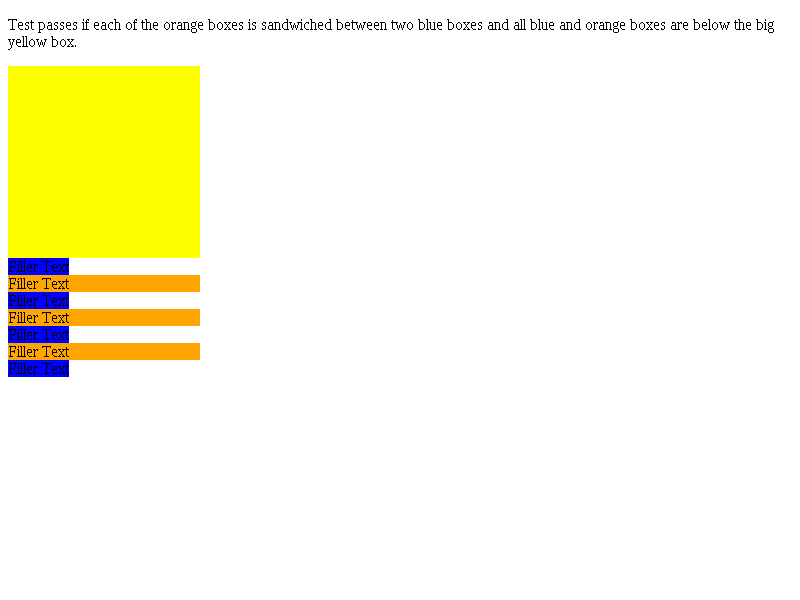 Test passes if each of the orange boxes is sandwiched between two blue boxes and all blue and orange boxes are below the big
yellow box.
Filler Text
Filler Text
Filler Text
Filler Text
Filler Text
Filler Text
Filler Text